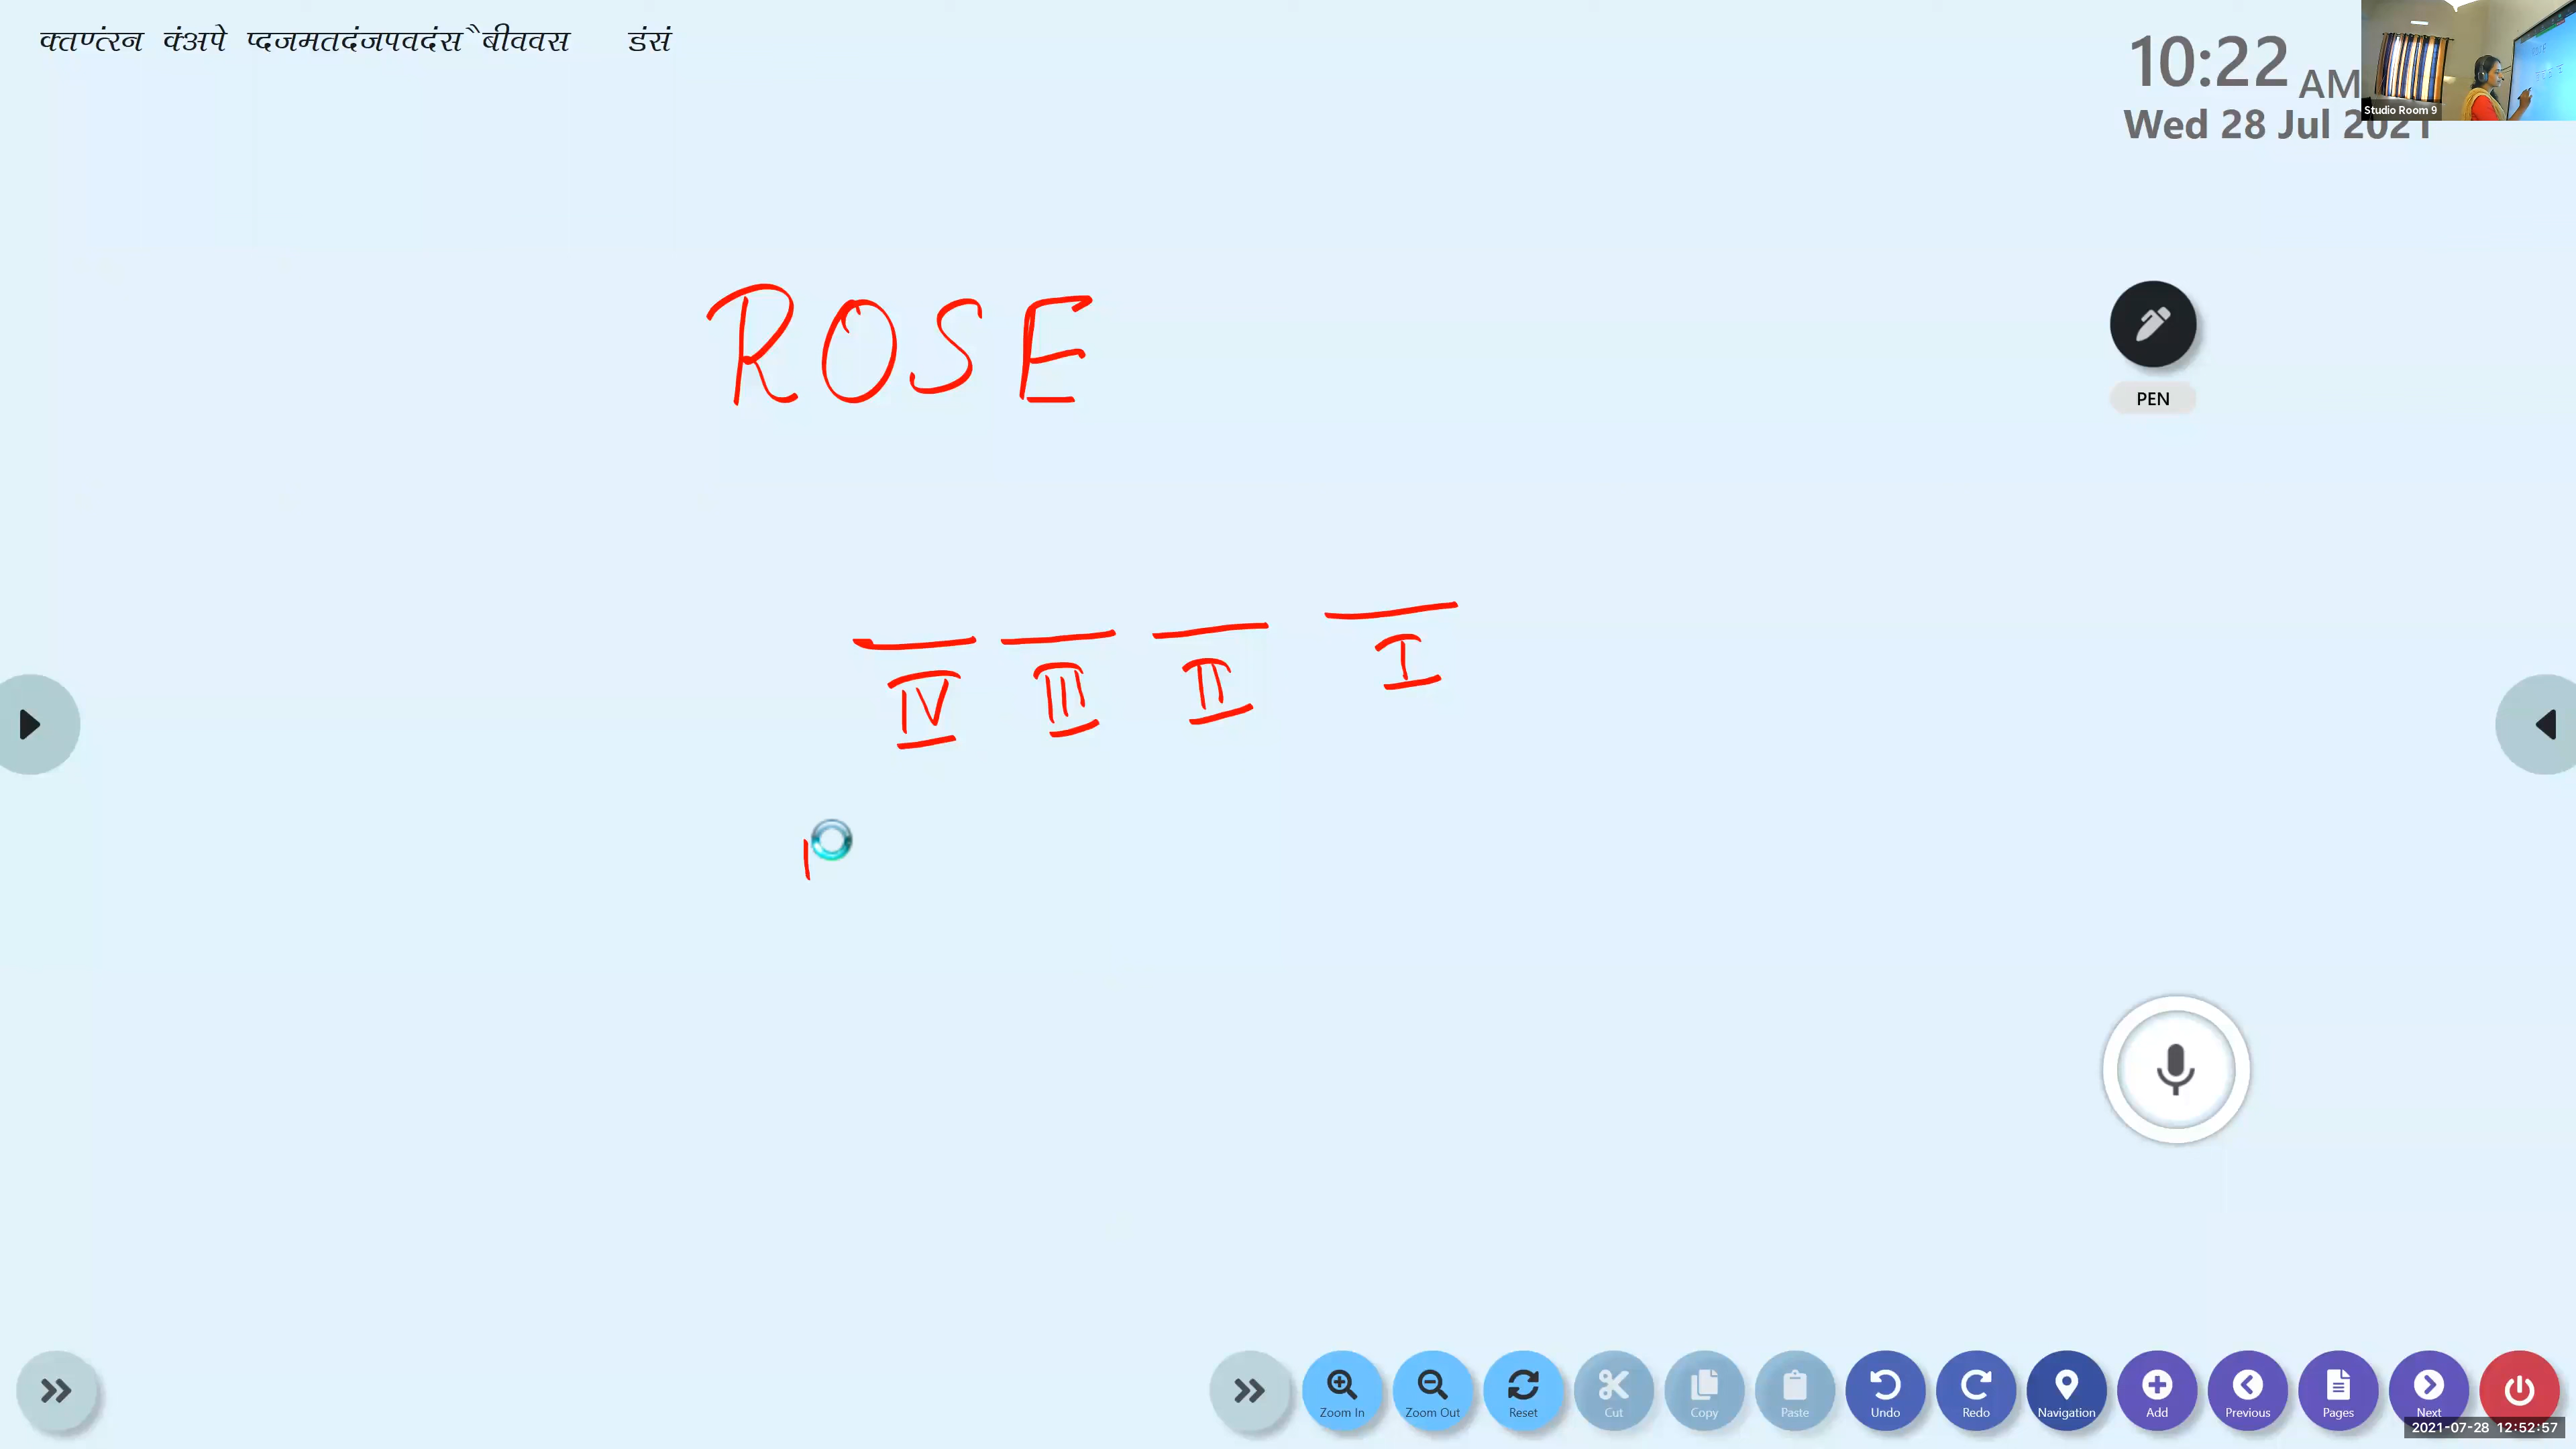 क्तण्तंरन कंअपे प्दजमतदंजपवदंस ैबीववस डंसं
10:22 AM
Wed 28 Jul 2021
Studio Room 9
ROSE
PEN
IV III II I
Zoom In Zoom Out Reset Cut Copy Paste Undo Redo Navigation Add Previous Pages Next
2021-07-28 12:52:57